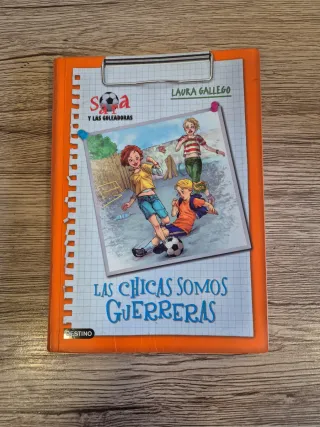 Sara
Y LAS GOLEADORAS
LAURA GALLEGO
LAS CHICAS SOMOS
GUERRERAS
DESTINO